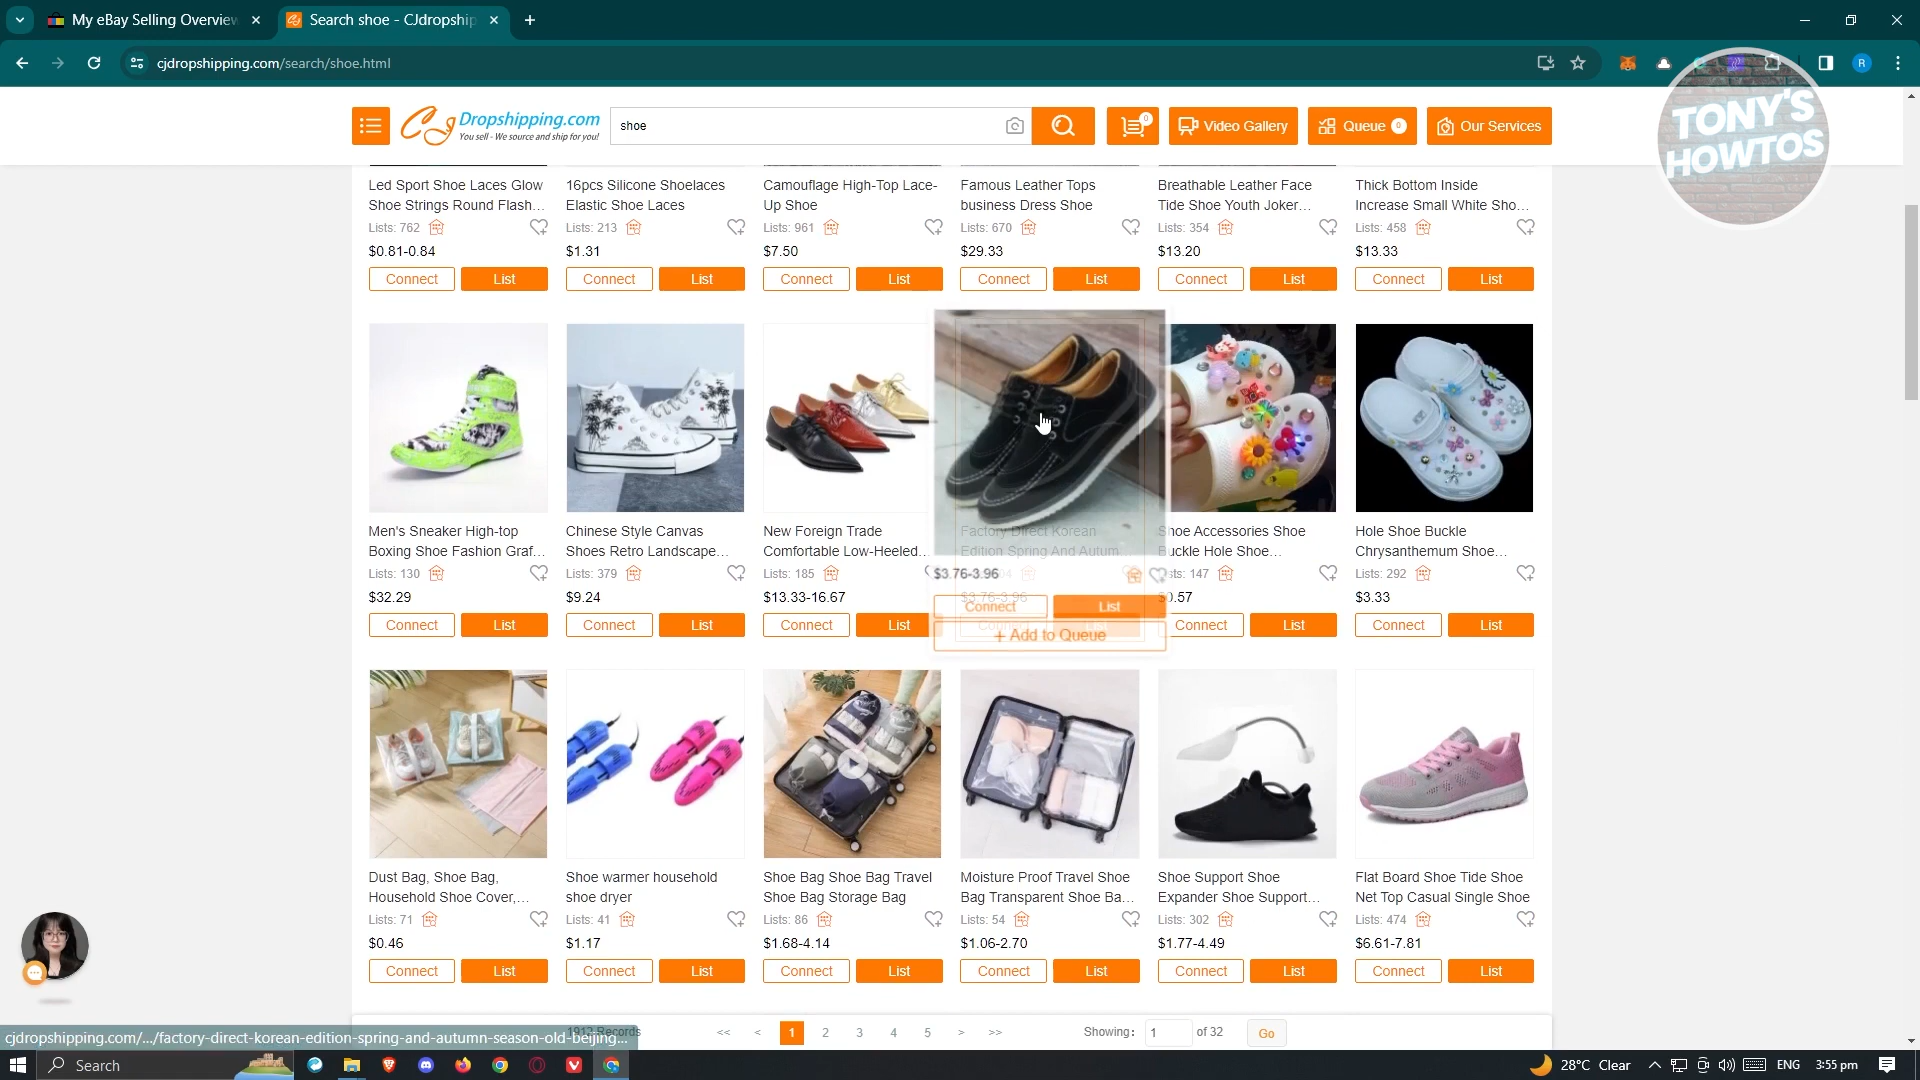 My eBay Selling Overview
Search shoe - CJdropship
cjdropshipping.com/search/shoe.html
R
TONY'S
HOWTOS
CJ Dropshipping.com
You sell - We source and ship for you!
shoe
0
Video Gallery
Queue 0
Our Services
Led Sport Shoe Laces Glow
Shoe Strings Round Flash...
Lists: 762
$0.81-0.84
Connect List
16pcs Silicone Shoelaces
Elastic Shoe Laces
Lists: 213
$1.31
Connect List
Camouflage High-Top Lace-
Up Shoe
Lists: 961
$7.50
Connect List
Famous Leather Tops
business Dress Shoe
Lists: 670
$29.33
Connect List
Breathable Leather Face
Tide Shoe Youth Joker...
Lists: 354
$13.20
Connect List
Thick Bottom Inside
Increase Small White Sho...
Lists: 458
$13.33
Connect List
Men's Sneaker High-top
Boxing Shoe Fashion Graf...
Lists: 130
$32.29
Connect List
Chinese Style Canvas
Shoes Retro Landscape...
Lists: 379
$9.24
Connect List
New Foreign Trade
Comfortable Low-Heeled...
Lists: 185
$13.33-16.67
Connect List
Factory Direct Korean
Edition Spring And Autum...
$3.76-3.96
$3.76-3.96
Connect List
+ Add to Queue
Shoe Accessories Shoe
Buckle Hole Shoe...
sts: 147
0.57
Connect List
Hole Shoe Buckle
Chrysanthemum Shoe...
Lists: 292
$3.33
Connect List
Dust Bag, Shoe Bag,
Household Shoe Cover,...
Lists: 71
$0.46
Connect List
Shoe warmer household
shoe dryer
Lists: 41
$1.17
Connect List
Shoe Bag Shoe Bag Travel
Shoe Bag Storage Bag
Lists: 86
$1.68-4.14
Connect List
Moisture Proof Travel Shoe
Bag Transparent Shoe Ba...
Lists: 54
$1.06-2.70
Connect List
Shoe Support Shoe
Expander Shoe Support...
Lists: 302
$1.77-4.49
Connect List
Flat Board Shoe Tide Shoe
Net Top Casual Single Shoe
Lists: 474
$6.61-7.81
Connect List
1912 Records
<< < 1 2 3 4 5 > >>
Showing: 1 of 32 Go
cjdropshipping.com/.../factory-direct-korean-edition-spring-and-autumn-season-old-beijing...
Search
28°C Clear
ENG
3:55 pm